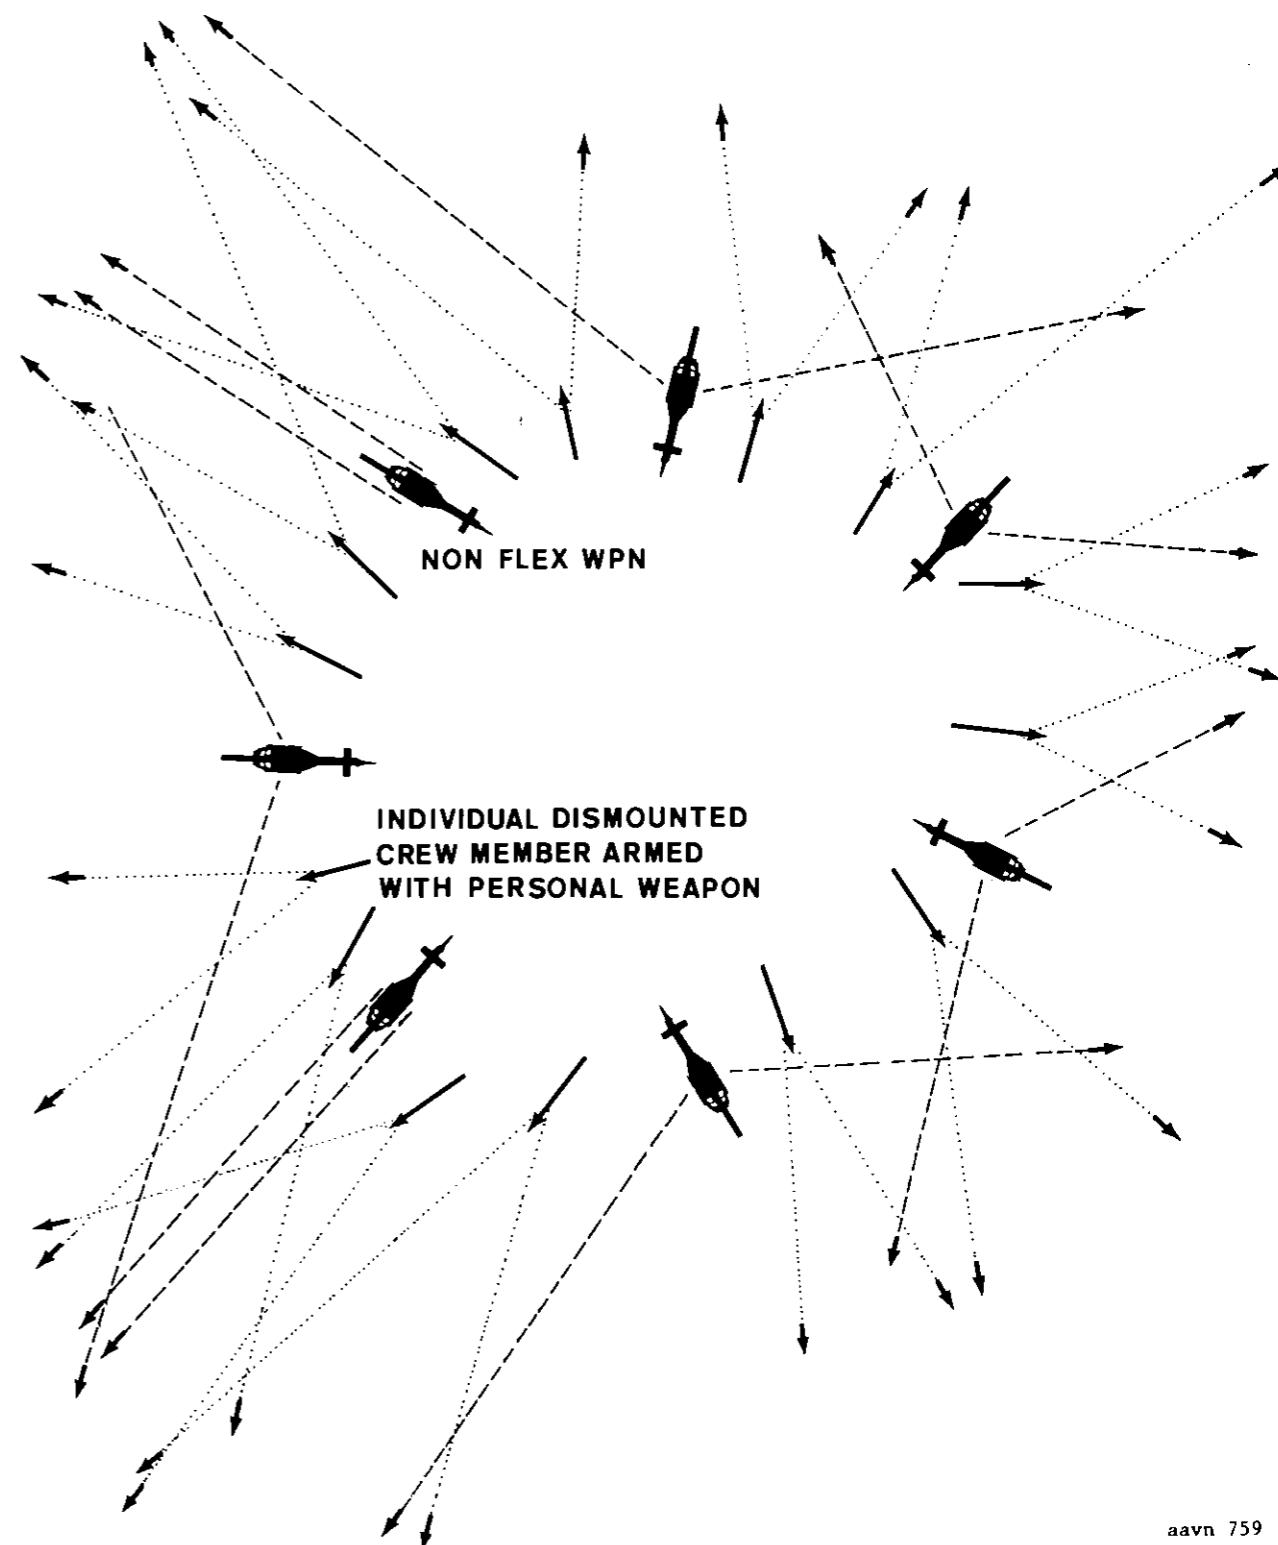 NON FLEX WPN
INDIVIDUAL DISMOUNTED
CREW MEMBER ARMED
WITH PERSONAL WEAPON
aavn 759